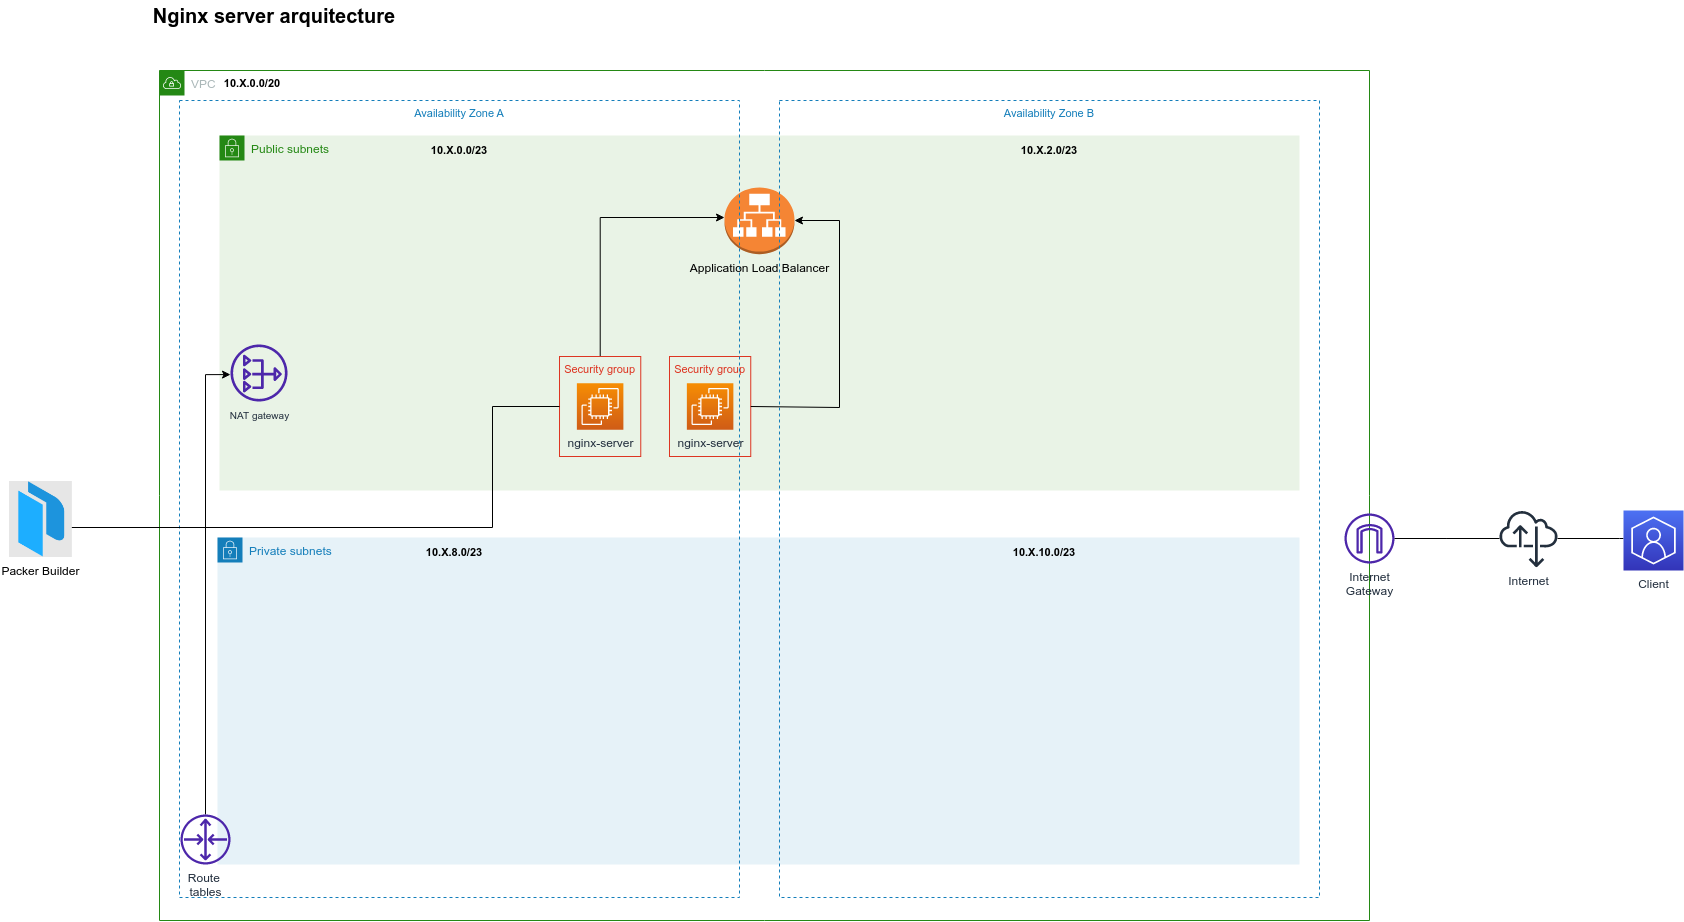 Nginx server arquitecture
VPC 10.X.0.0/20
Availability Zone A
Availability Zone B
Public subnets
10.X.0.0/23
10.X.2.0/23
Application Load Balancer
Security group
nginx-server
Security group
nginx-server
NAT gateway
Packer Builder
Private subnets
10.X.8.0/23
10.X.10.0/23
Internet
Gateway
Internet
Client
Route
tables